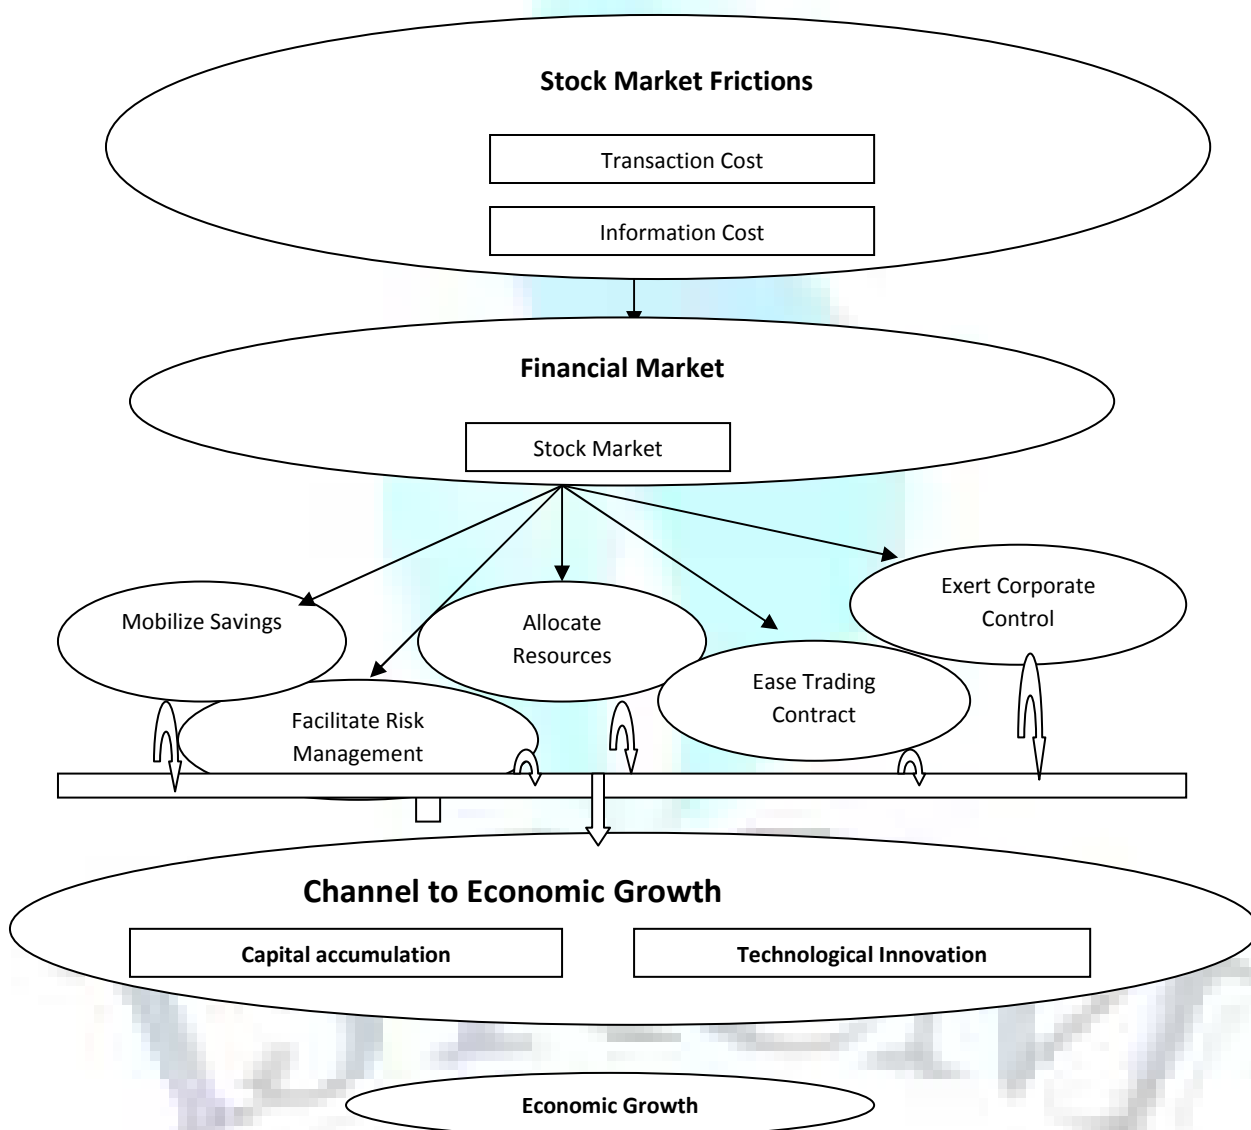 Stock Market Frictions
Transaction Cost
Information Cost
Financial Market
Stock Market
Mobilize Savings
Facilitate Risk
Management
Allocate
Resources
Ease Trading
Contract
Exert Corporate
Control
Channel to Economic Growth
Capital accumulation
Technological Innovation
Economic Growth